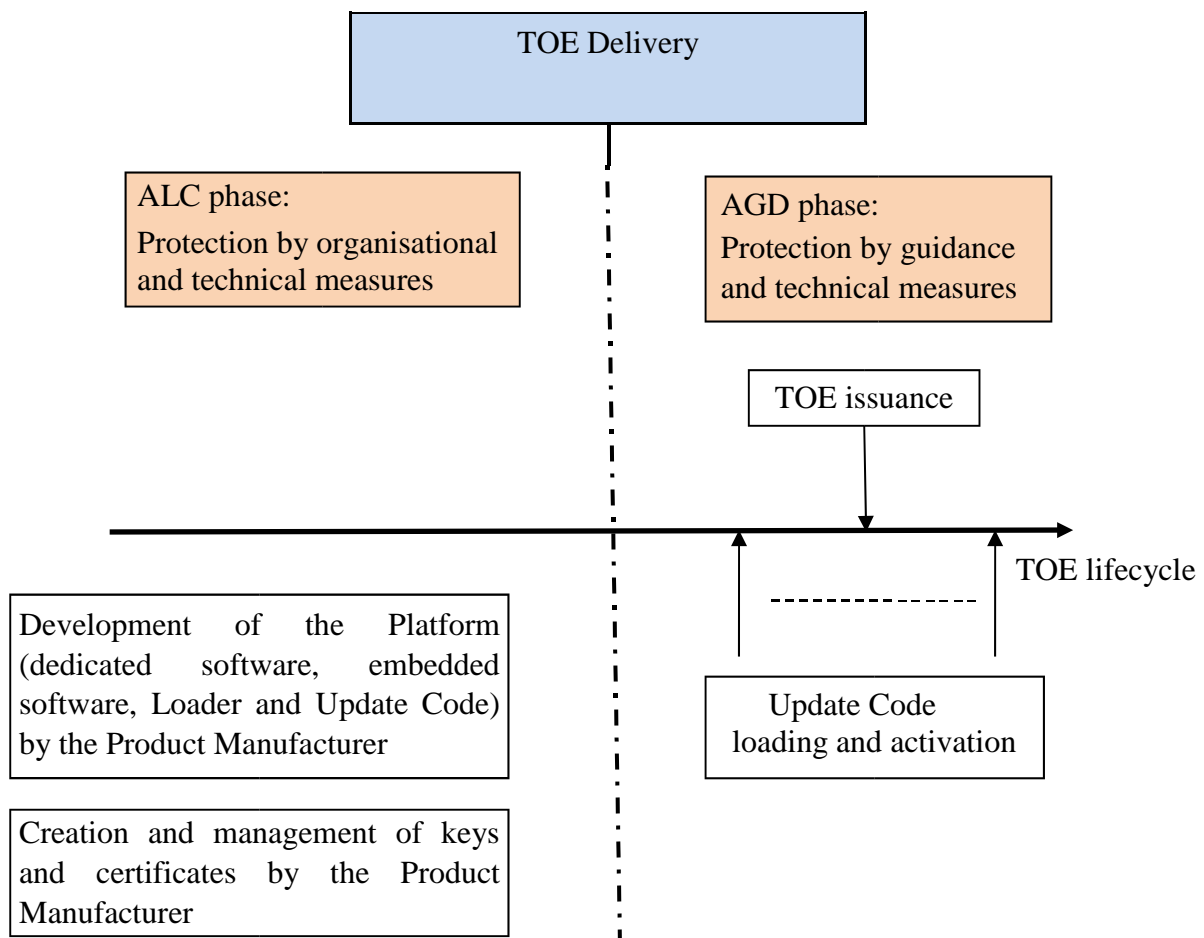 TOE Delivery
ALC phase:
Protection by organisational
and technical measures
AGD phase:
Protection by guidance
and technical measures
TOE issuance
TOE lifecycle
Development of the Platform
(dedicated software, embedded
software, Loader and Update Code)
by the Product Manufacturer
Update Code
loading and activation
Creation and management of keys
and certificates by the Product
Manufacturer